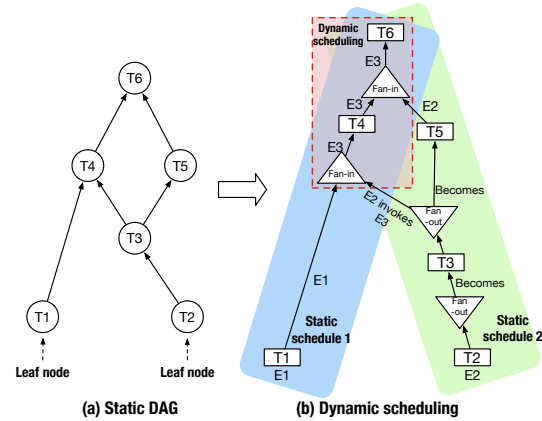 T6
T4
T5
T3
T1
T2
Leaf node
Leaf node
(a) Static DAG
Dynamic
scheduling
T6
E3
Fan-in
E3
E2
T4
T5
E3
Fan-in
Becomes
E2 invokes
E3
Fan
-out
T3
E1
Becomes
Fan
-out
Static
schedule 1
Static
schedule 2
T1
E1
T2
E2
(b) Dynamic scheduling